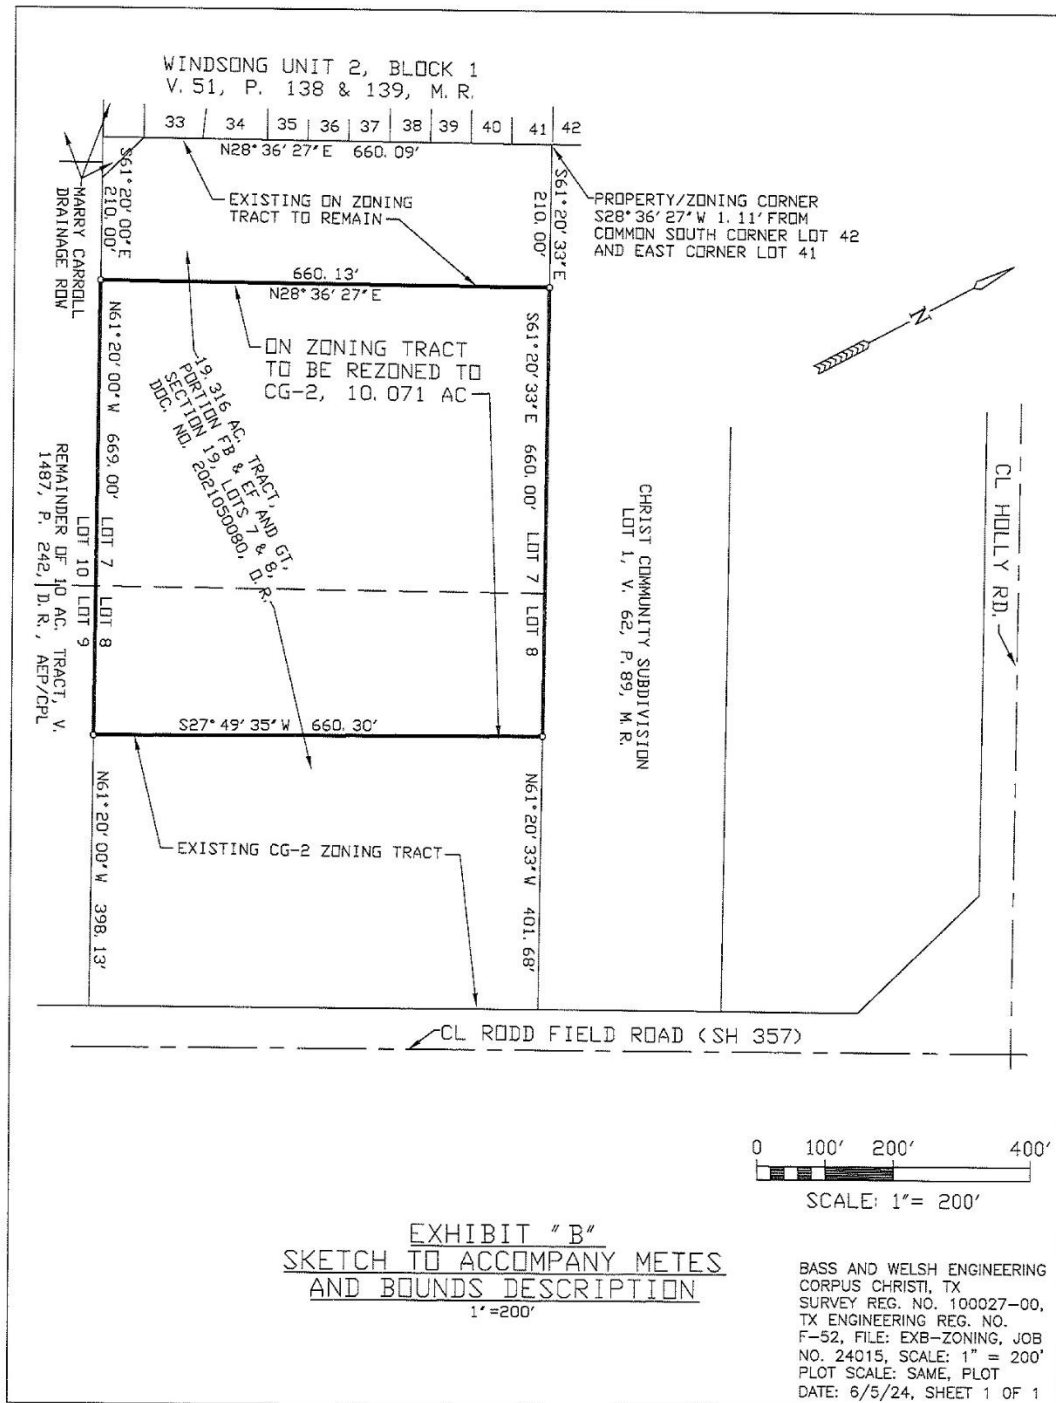 WINDSONG UNIT 2, BLOCK 1
V. 51, P. 138 & 139, M. R.
33 34 35 36 37 38 39 40 41 42
N28° 36' 27" E 660. 09'
S61° 20' 00" E
210. 00'
MARRY CARROLL
DRAINAGE ROW
EXISTING ON ZONING
TRACT TO REMAIN
S61° 20' 33" E
210. 00'
PROPERTY/ZONING CORNER
S28° 36' 27" W 1. 11' FROM
COMMON SOUTH CORNER LOT 42
AND EAST CORNER LOT 41
660. 13'
N28° 36' 27" E
N
ON ZONING TRACT
TO BE REZONED TO
CG-2, 10. 071 AC
N61° 20' 00" W 669. 00' LOT 7 LOT 8
LOT 10 LOT 9
REMAINDER OF 10 AC. TRACT, V.
1487, P. 242, D. R. , AEP/CPL
19. 316 AC. TRACT,
PORTION FB & EF AND GT,
SECTION 19, LOTS 7 & 8,
DOC. NO. 2021050080, O. R.
S61° 20' 33" E 660. 00' LOT 7 LOT 8
CHRIST COMMUNITY SUBDIVISION
LOT 1, V. 62, P. 89, M. R.
CL HOLLY RD.
S27° 49' 35" W 660. 30'
N61° 20' 00" W 398. 13'
EXISTING CG-2 ZONING TRACT
N61° 20' 33" W 401. 68'
CL RODD FIELD ROAD (SH 357)
0 100' 200' 400'
SCALE: 1"= 200'
EXHIBIT "B"
SKETCH TO ACCOMPANY METES
AND BOUNDS DESCRIPTION
1"=200'
BASS AND WELSH ENGINEERING
CORPUS CHRISTI, TX
SURVEY REG. NO. 100027-00,
TX ENGINEERING REG. NO.
F-52, FILE: EXB-ZONING, JOB
NO. 24015, SCALE: 1" = 200'
PLOT SCALE: SAME, PLOT
DATE: 6/5/24, SHEET 1 OF 1